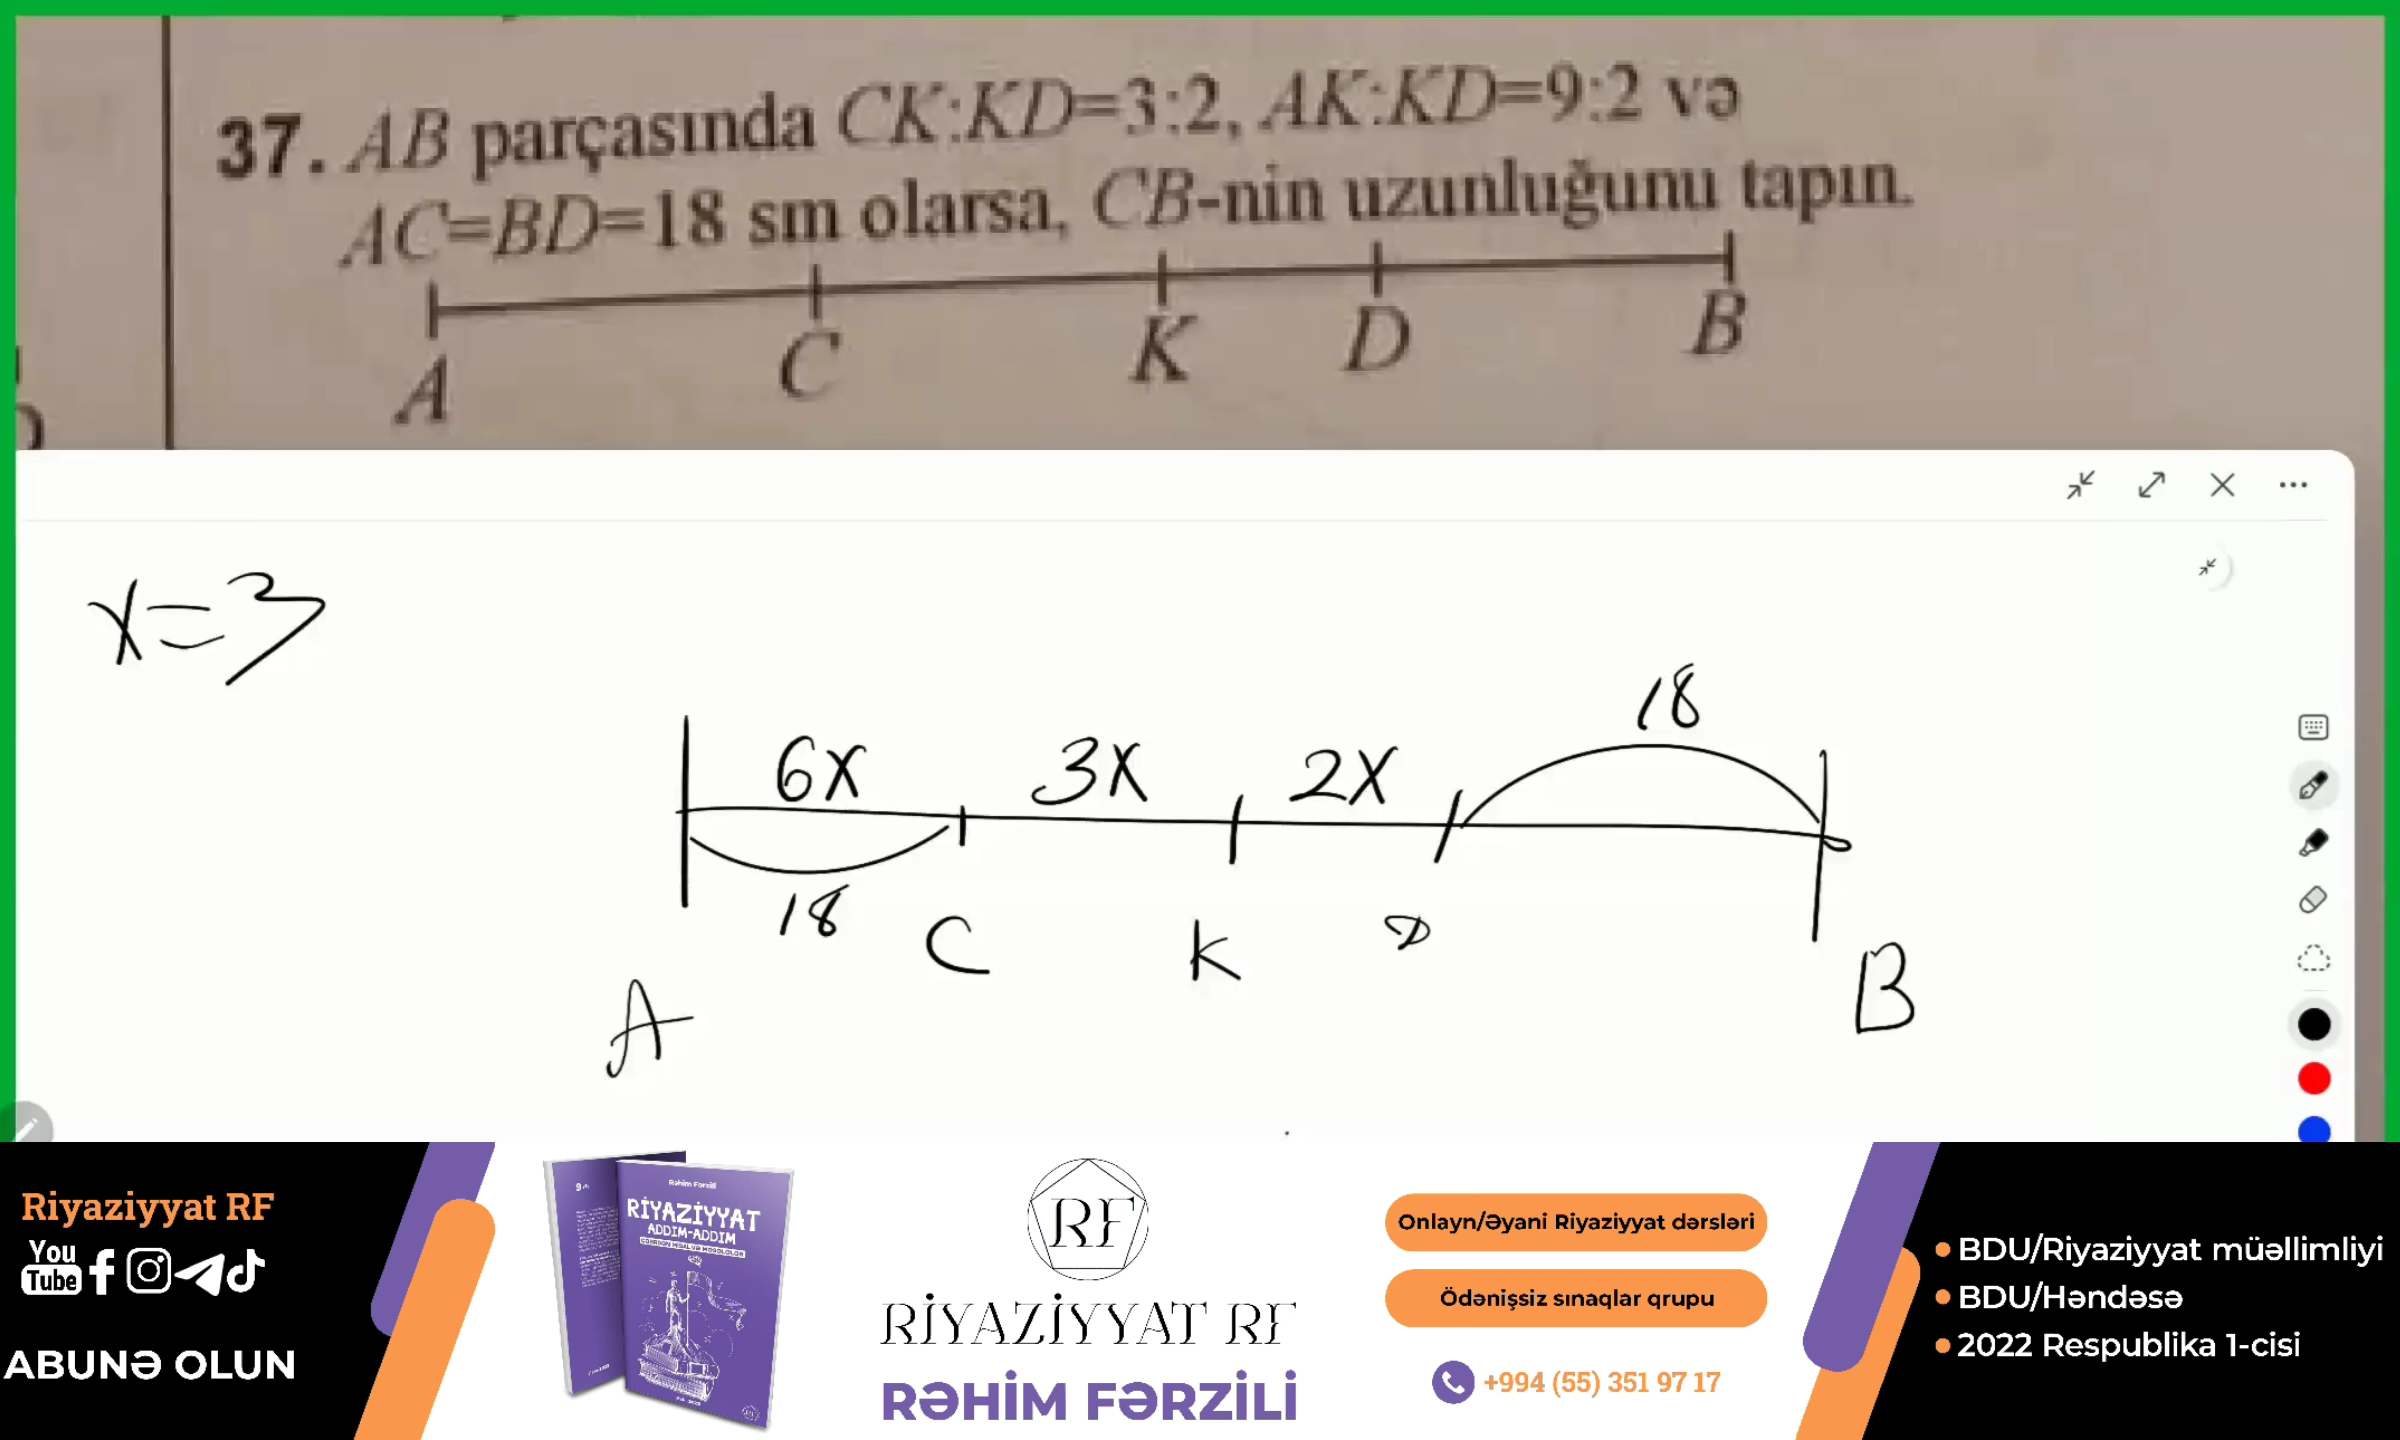 37. AB parçasında CK:KD=3:2, AK:KD=9:2 və
AC=BD=18 sm olarsa, CB-nin uzunluğunu tapın.
A C K D B
x=3
18
6x 3x 2x
18
A C K D B
Riyaziyyat RF
You Tube
ABUNƏ OLUN
Rəhim Fərzili
RİYAZİYYAT
ADDIM-ADDIM
RF
RİYAZİYYAT RF
RƏHİM FƏRZİLİ
Onlayn/Əyani Riyaziyyat dərsləri
Ödənişsiz sınaqlar qrupu
+994 (55) 351 97 17
• BDU/Riyaziyyat müəllimliyi
• BDU/Həndəsə
• 2022 Respublika 1-cisi